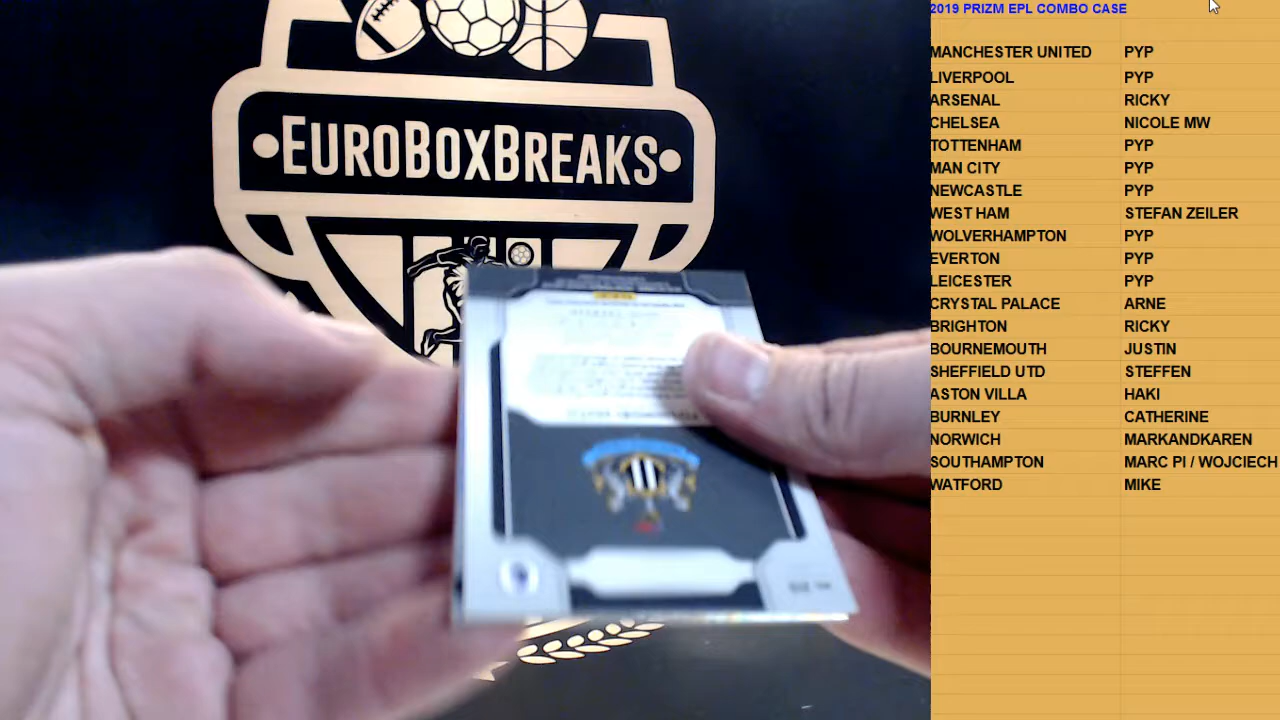 EUROBOXBREAKS
2019 PRIZM EPL COMBO CASE
MANCHESTER UNITED PYP
LIVERPOOL PYP
ARSENAL RICKY
CHELSEA NICOLE MW
TOTTENHAM PYP
MAN CITY PYP
NEWCASTLE PYP
WEST HAM STEFAN ZEILER
WOLVERHAMPTON PYP
EVERTON PYP
LEICESTER PYP
CRYSTAL PALACE ARNE
BRIGHTON RICKY
BOURNEMOUTH JUSTIN
SHEFFIELD UTD STEFFEN
ASTON VILLA HAKI
BURNLEY CATHERINE
NORWICH MARKANDKAREN
SOUTHAMPTON MARC PI / WOJCIECH
WATFORD MIKE